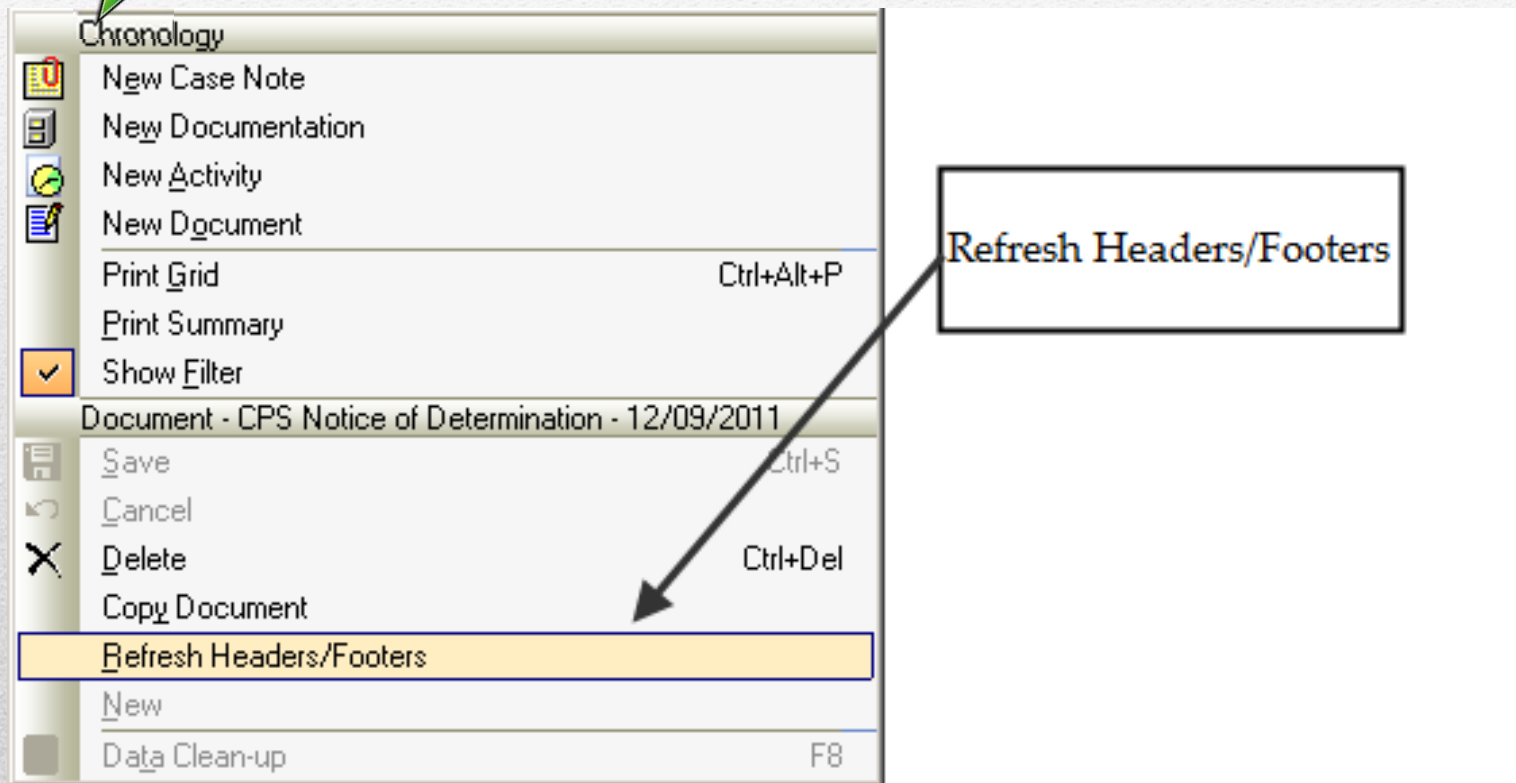 Chronology
New Case Note
New Documentation
New Activity
New Document
Print Grid Ctrl+Alt+P
Print Summary
Show Filter
Document - CPS Notice of Determination - 12/09/2011
Save Ctrl+S
Cancel
Delete Ctrl+Del
Copy Document
Refresh Headers/Footers
New
Data Clean-up F8
Refresh Headers/Footers